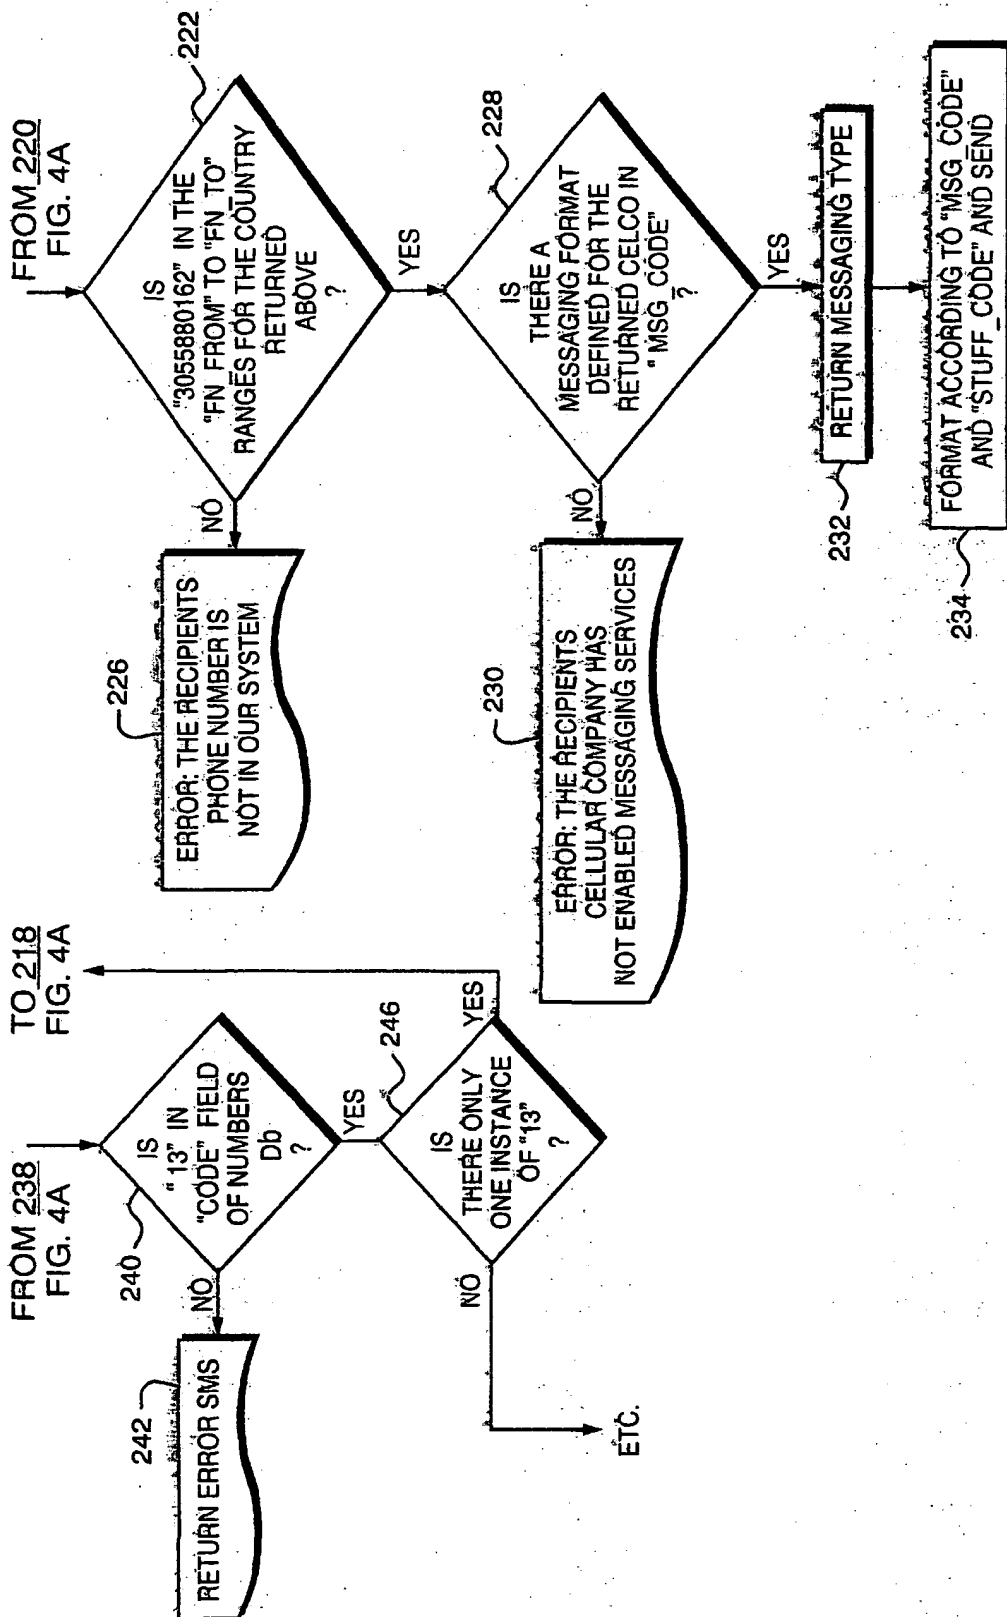 FROM 238
FIG. 4A
TO 218
FIG. 4A
240
IS
"13" IN
"CODE" FIELD
OF NUMBERS
Db
?
NO
YES
242
RETURN ERROR SMS
246
IS
THERE ONLY
ONE INSTANCE
OF "13"
?
YES
NO
ETC.
FROM 220
FIG. 4A
222
IS
"3055880162" IN THE
"FN_FROM" TO "FN_TO"
RANGES FOR THE COUNTRY
RETURNED
ABOVE
?
NO
YES
226
ERROR: THE RECIPIENTS
PHONE NUMBER IS
NOT IN OUR SYSTEM
228
IS
THERE A
MESSAGING FORMAT
DEFINED FOR THE
RETURNED CELCO IN
"MSG_CODE"
?
NO
YES
230
ERROR: THE RECIPIENTS
CELLULAR COMPANY HAS
NOT ENABLED MESSAGING SERVICES
232
RETURN MESSAGING TYPE
234
FORMAT ACCORDING TO "MSG_CODE"
AND "STUFF_CODE" AND SEND